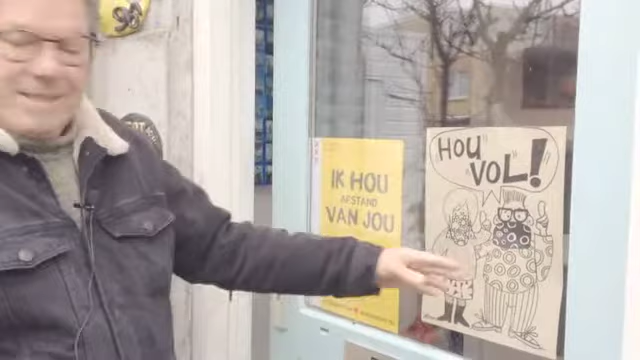 IK HOU
AFSTAND
VAN JOU
HOU
VOL!